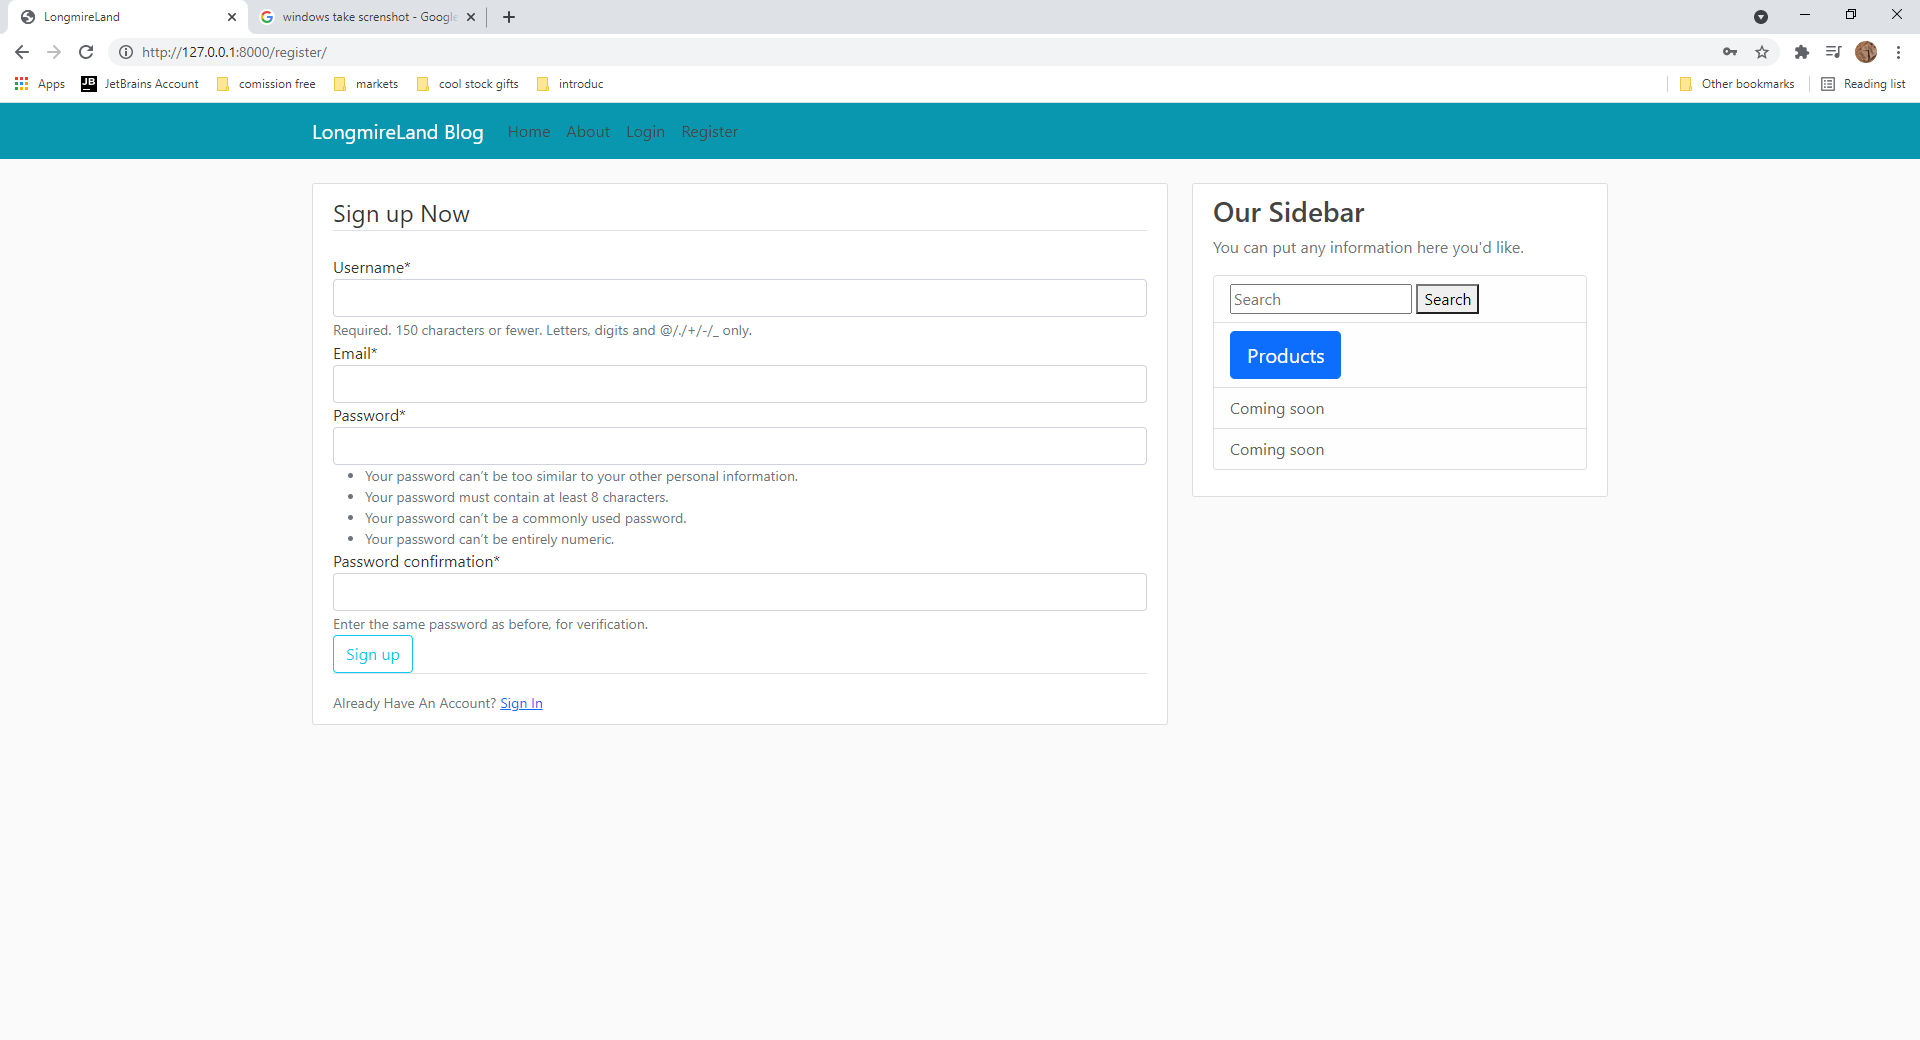 LongmireLand
windows take screnshot - Google
http://127.0.0.1:8000/register/
Apps JetBrains Account comission free markets cool stock gifts introduc Other bookmarks Reading list
LongmireLand Blog Home About Login Register
Sign up Now
Username*
Required. 150 characters or fewer. Letters, digits and @/./+/-/_ only.
Email*
Password*
Your password can't be too similar to your other personal information.
Your password must contain at least 8 characters.
Your password can't be a commonly used password.
Your password can't be entirely numeric.
Password confirmation*
Enter the same password as before, for verification.
Sign up
Already Have An Account? Sign In
Our Sidebar
You can put any information here you'd like.
Search Search
Products
Coming soon
Coming soon